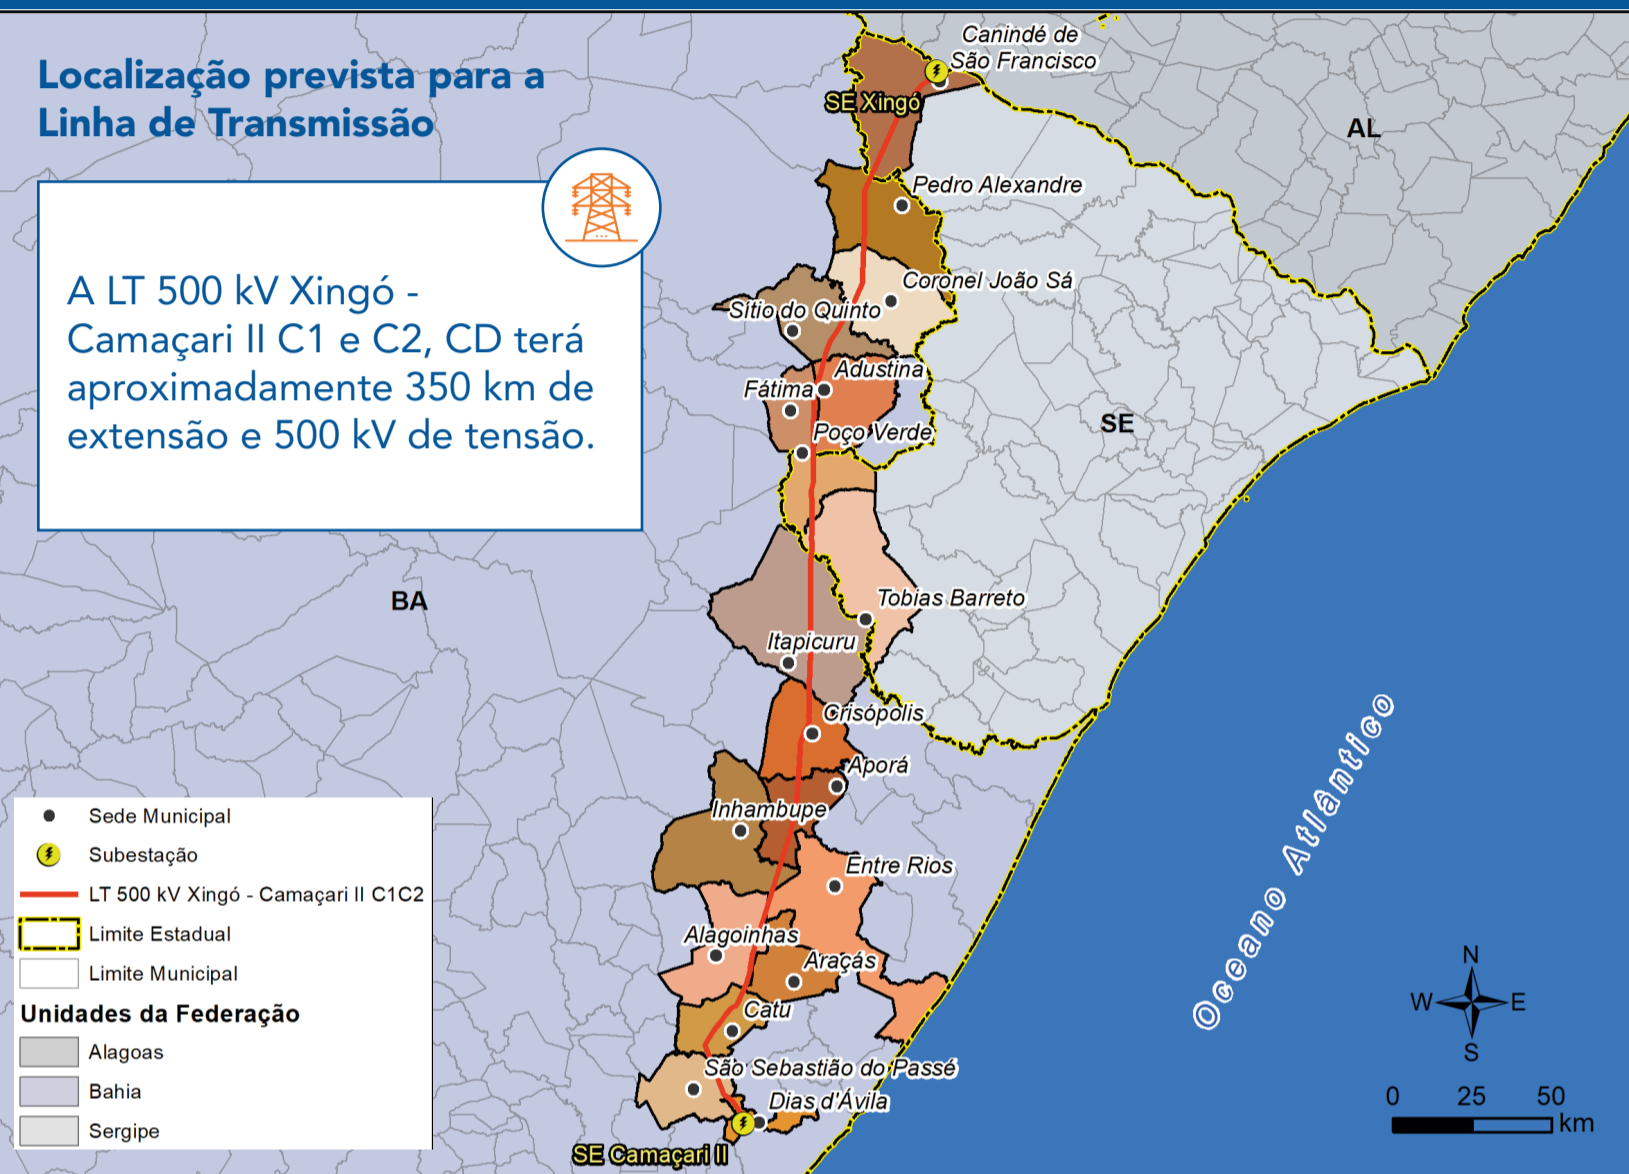 Localização prevista para a
Linha de Transmissão
A LT 500 kV Xingó -
Camaçari II C1 e C2, CD terá
aproximadamente 350 km de
extensão e 500 kV de tensão.
Canindé de
São Francisco
SE Xingó
AL
Pedro Alexandre
Coronel João Sá
Sítio do Quinto
Adustina
Fátima
Poço Verde
SE
BA
Tobias Barreto
Itapicuru
Crisópolis
Aporá
Inhambupe
Entre Rios
Alagoinhas
Araçás
Catu
São Sebastião do Passé
Dias d'Ávila
SE Camaçari II
Oceano Atlântico
Sede Municipal
Subestação
LT 500 kV Xingó - Camaçari II C1C2
Limite Estadual
Limite Municipal
Unidades da Federação
Alagoas
Bahia
Sergipe
N
W E
S
0 25 50
km